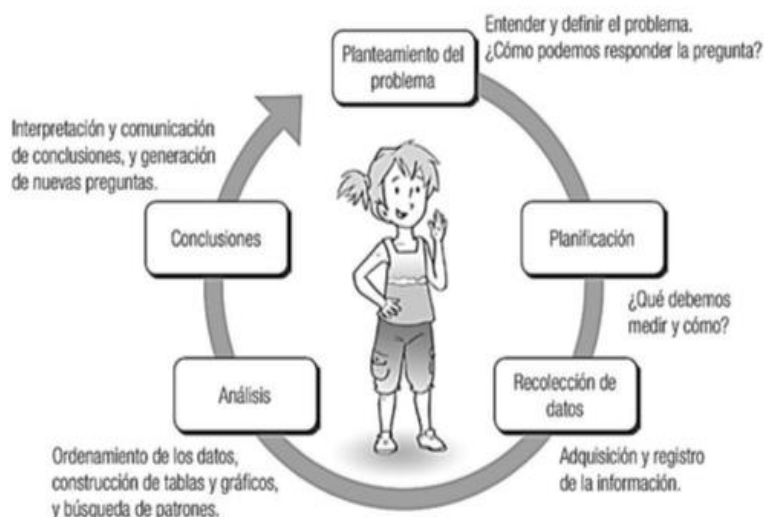 Planteamiento del
problema
Entender y definir el problema.
¿Cómo podemos responder la pregunta?
Planificación
¿Qué debemos
medir y cómo?
Recolección de
datos
Adquisición y registro
de la información.
Análisis
Ordenamiento de los datos,
construcción de tablas y gráficos,
y búsqueda de patrones.
Conclusiones
Interpretación y comunicación
de conclusiones, y generación
de nuevas preguntas.